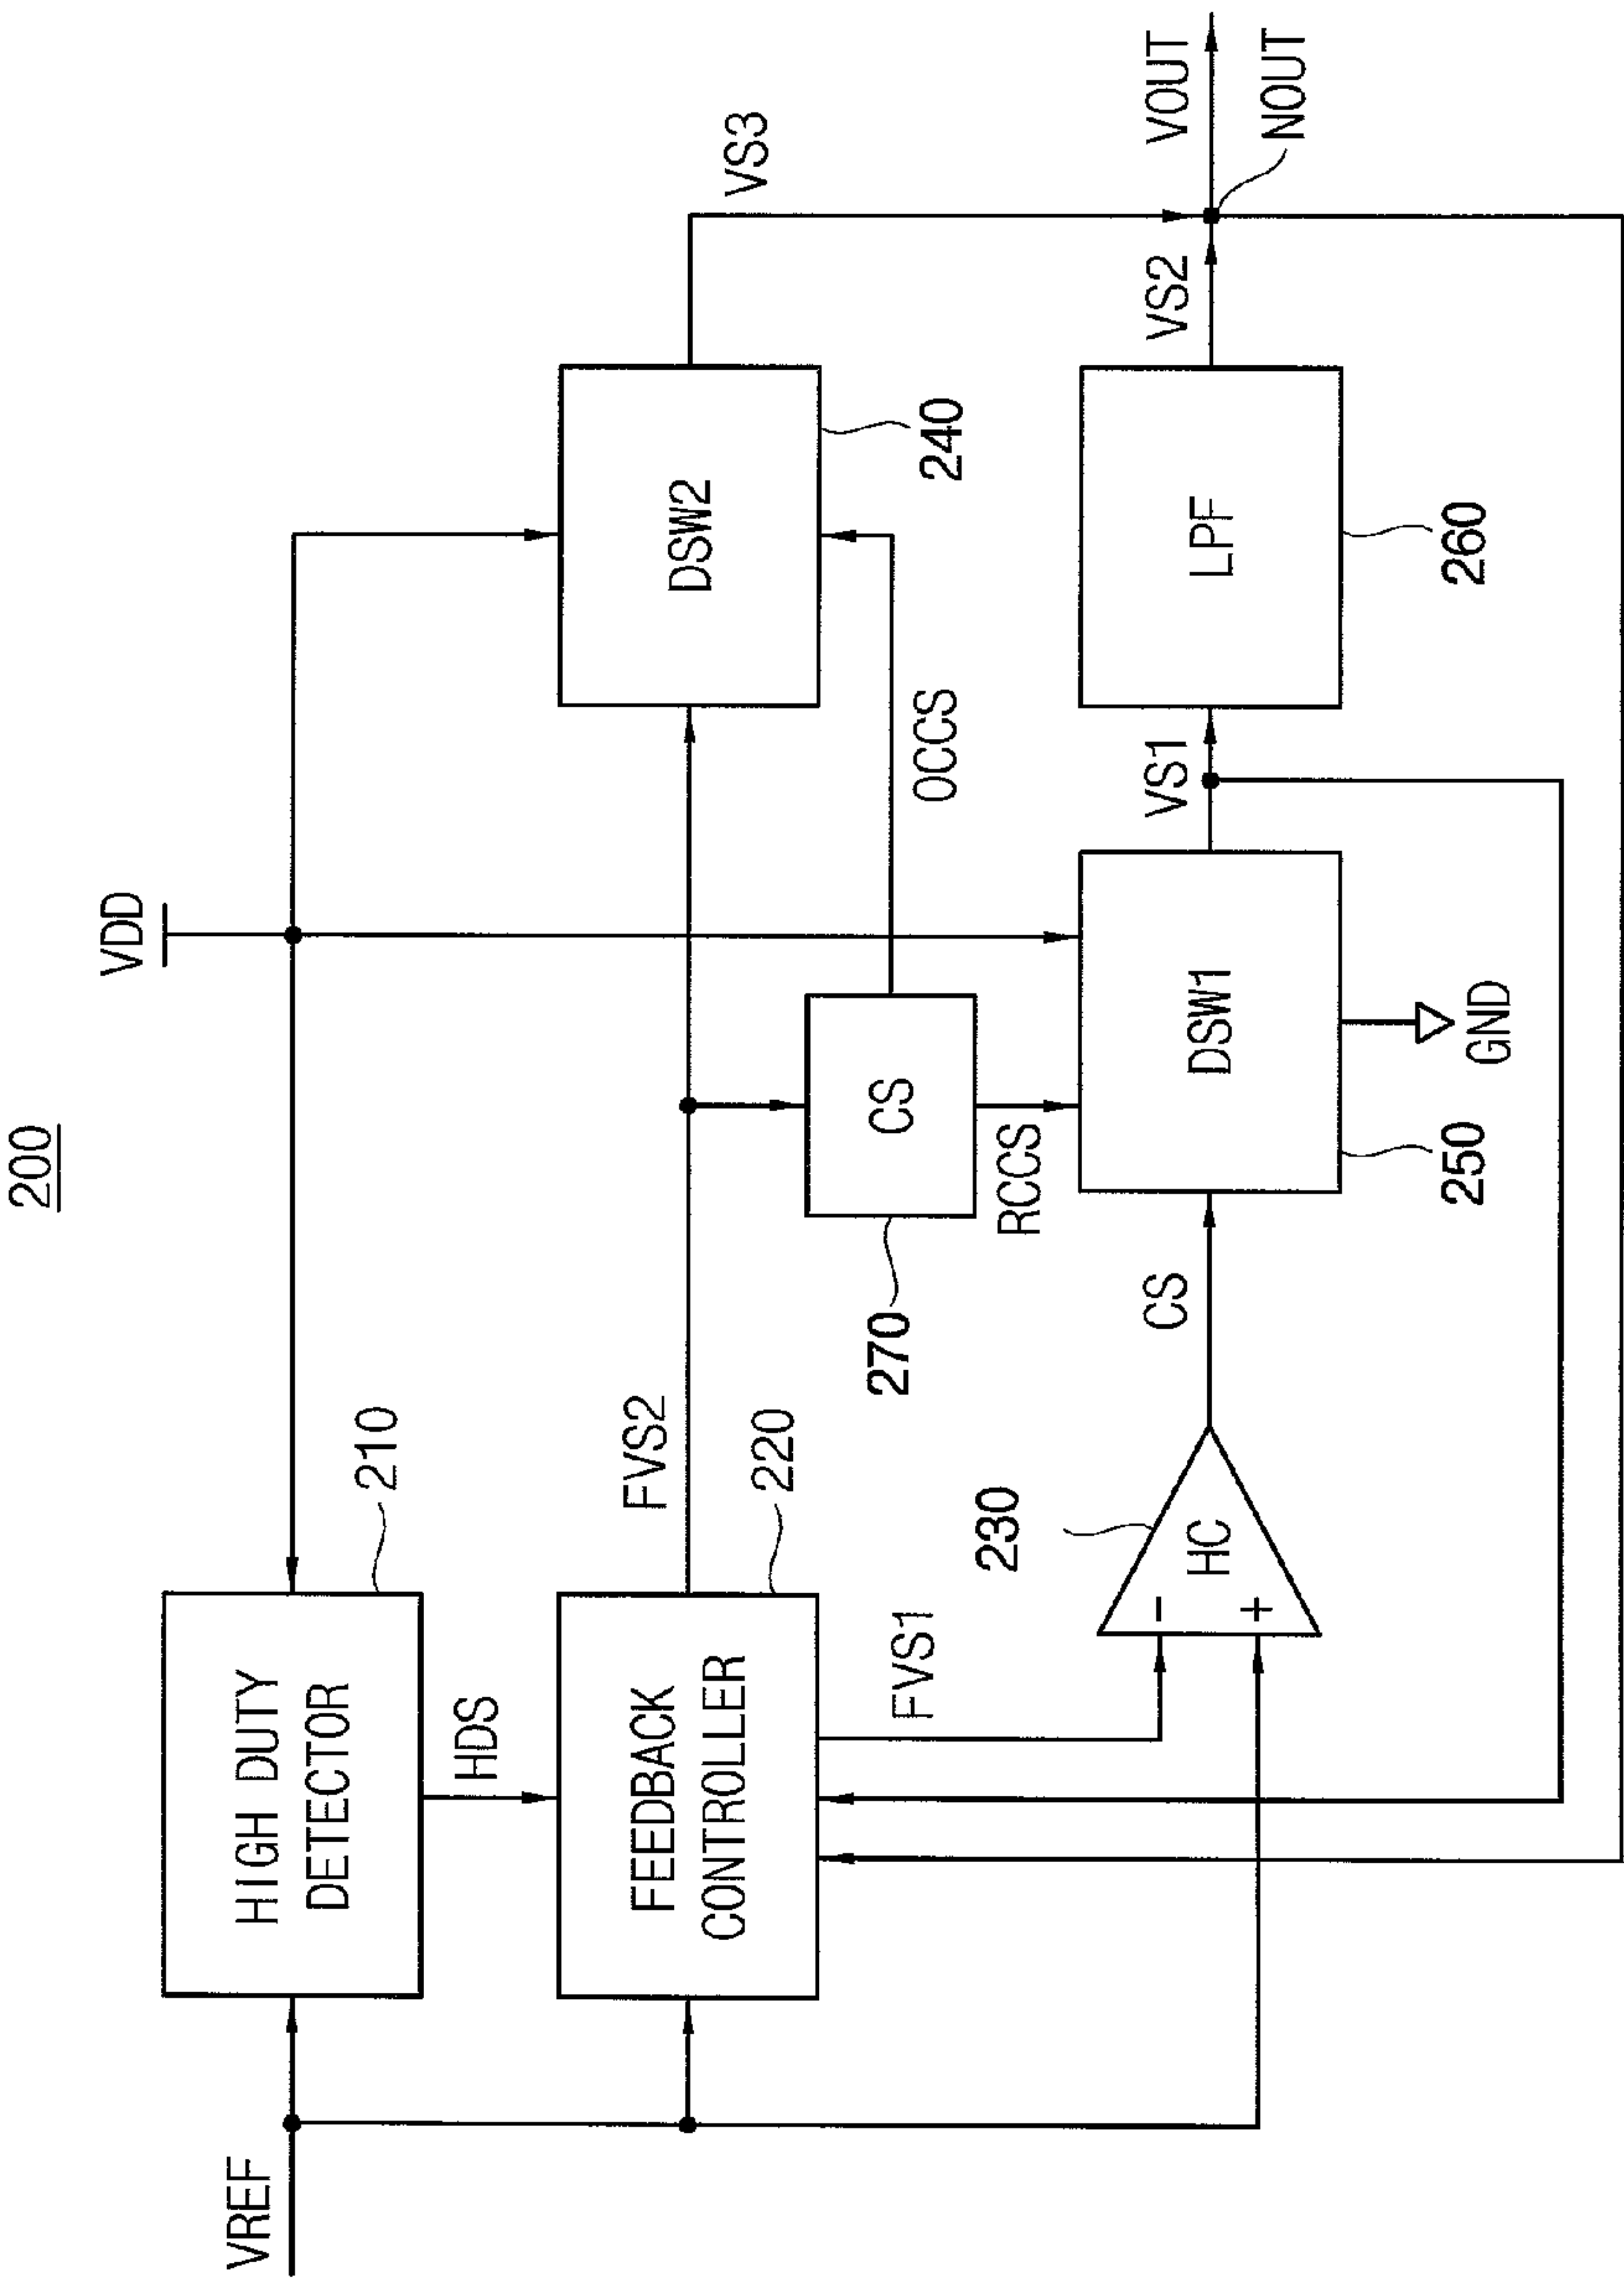 200
VDD
VREF
HIGH DUTY
DETECTOR
210
HDS
FEEDBACK
CONTROLLER
220
FVS2
FVS1
CS
270
OCCS
RCCS
DSW2
240
VS3
230
HC
-
+
CS
DSW1
250
GND
VS1
LPF
260
VS2
VOUT
NOUT